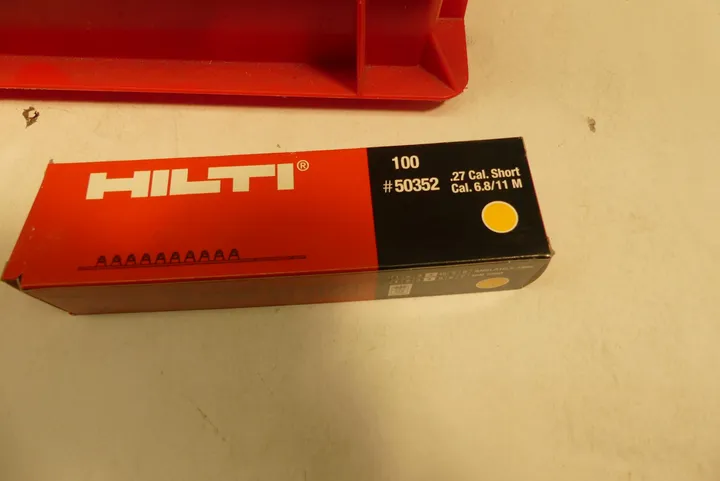 HILTI®
100
#50352
.27 Cal. Short
Cal. 6.8/11 M